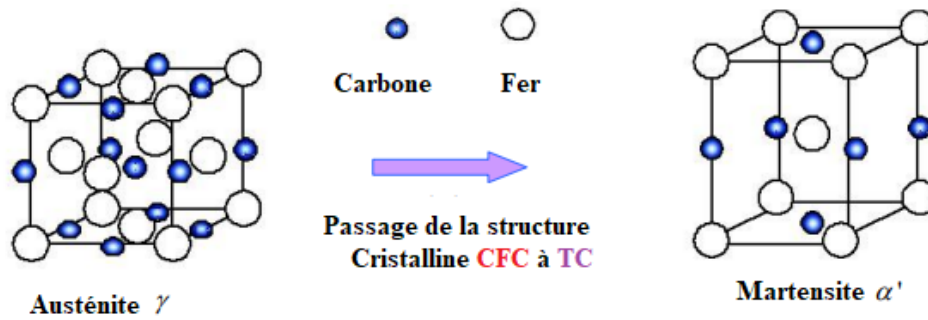 Carbone
Fer
Passage de la structure
Cristalline CFC à TC
Austénite γ
Martensite α'